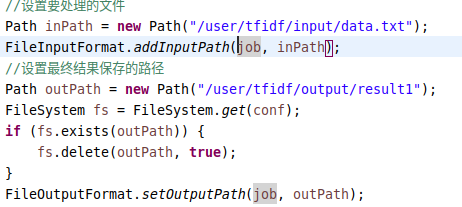 //设置要处理的文件
Path inPath = new Path("/user/tfidf/input/data.txt");
FileInputFormat.addInputPath(job, inPath);
//设置最终结果保存的路径
Path outPath = new Path("/user/tfidf/output/result1");
FileSystem fs = FileSystem.get(conf);
if (fs.exists(outPath)) {
    fs.delete(outPath, true);
}
FileOutputFormat.setOutputPath(job, outPath);